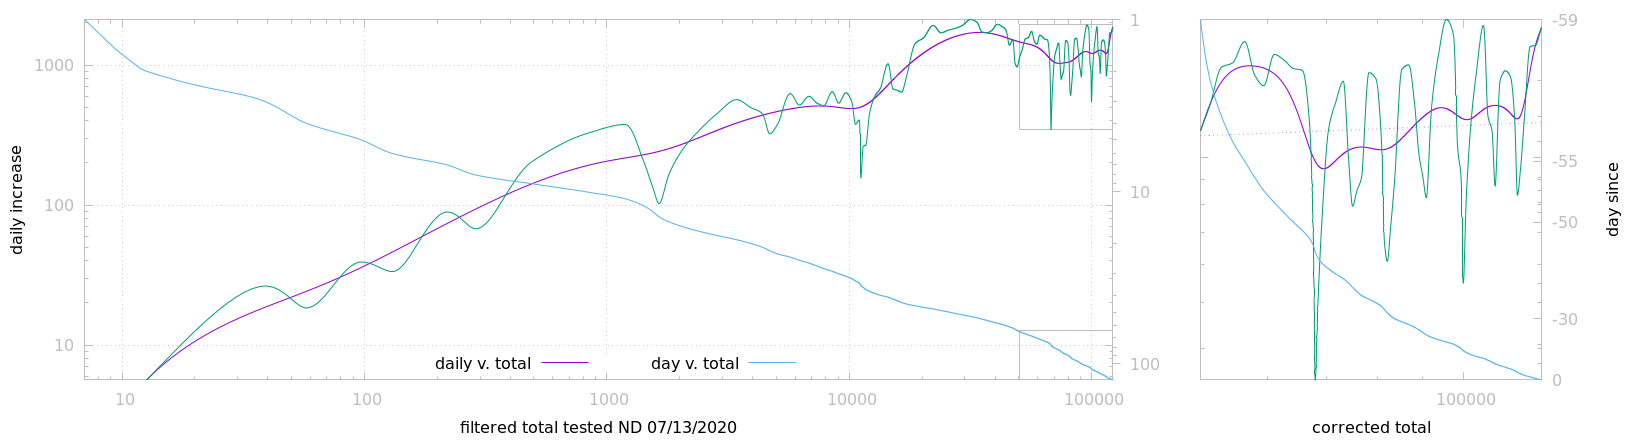 daily increase
1000
100
10
daily v. total
day v. total
10
100
1000
10000
100000
filtered total tested ND 07/13/2020
1
10
100
100000
corrected total
-59
-55
-50
-30
0
day since